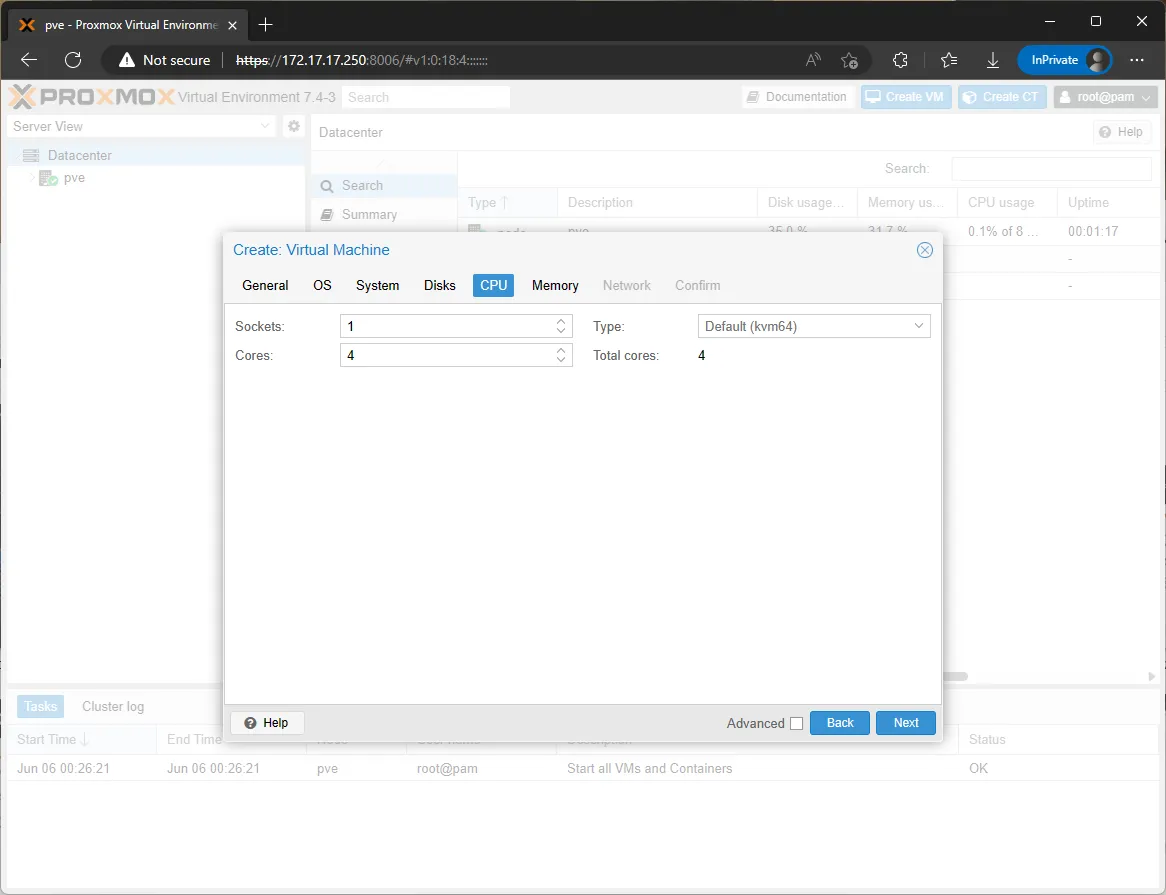 pve - Proxmox Virtual Environme
Not secure https://172.17.17.250:8006/#v1:0:18:4::::::: InPrivate
PROXMOX Virtual Environment 7.4-3 Search Documentation Create VM Create CT root@pam
Server View Datacenter Help
Datacenter
pve
Search:
Search
Summary
Type Description Disk usage... Memory us... CPU usage Uptime
node pve 35.0 % 31.7 % 0.1% of 8 ... 00:01:17
-
-
Create: Virtual Machine
General OS System Disks CPU Memory Network Confirm
Sockets: 1 Type: Default (kvm64)
Cores: 4 Total cores: 4
Help Advanced Back Next
Tasks Cluster log
Start Time End Time Description Status
Jun 06 00:26:21 Jun 06 00:26:21 pve root@pam Start all VMs and Containers OK